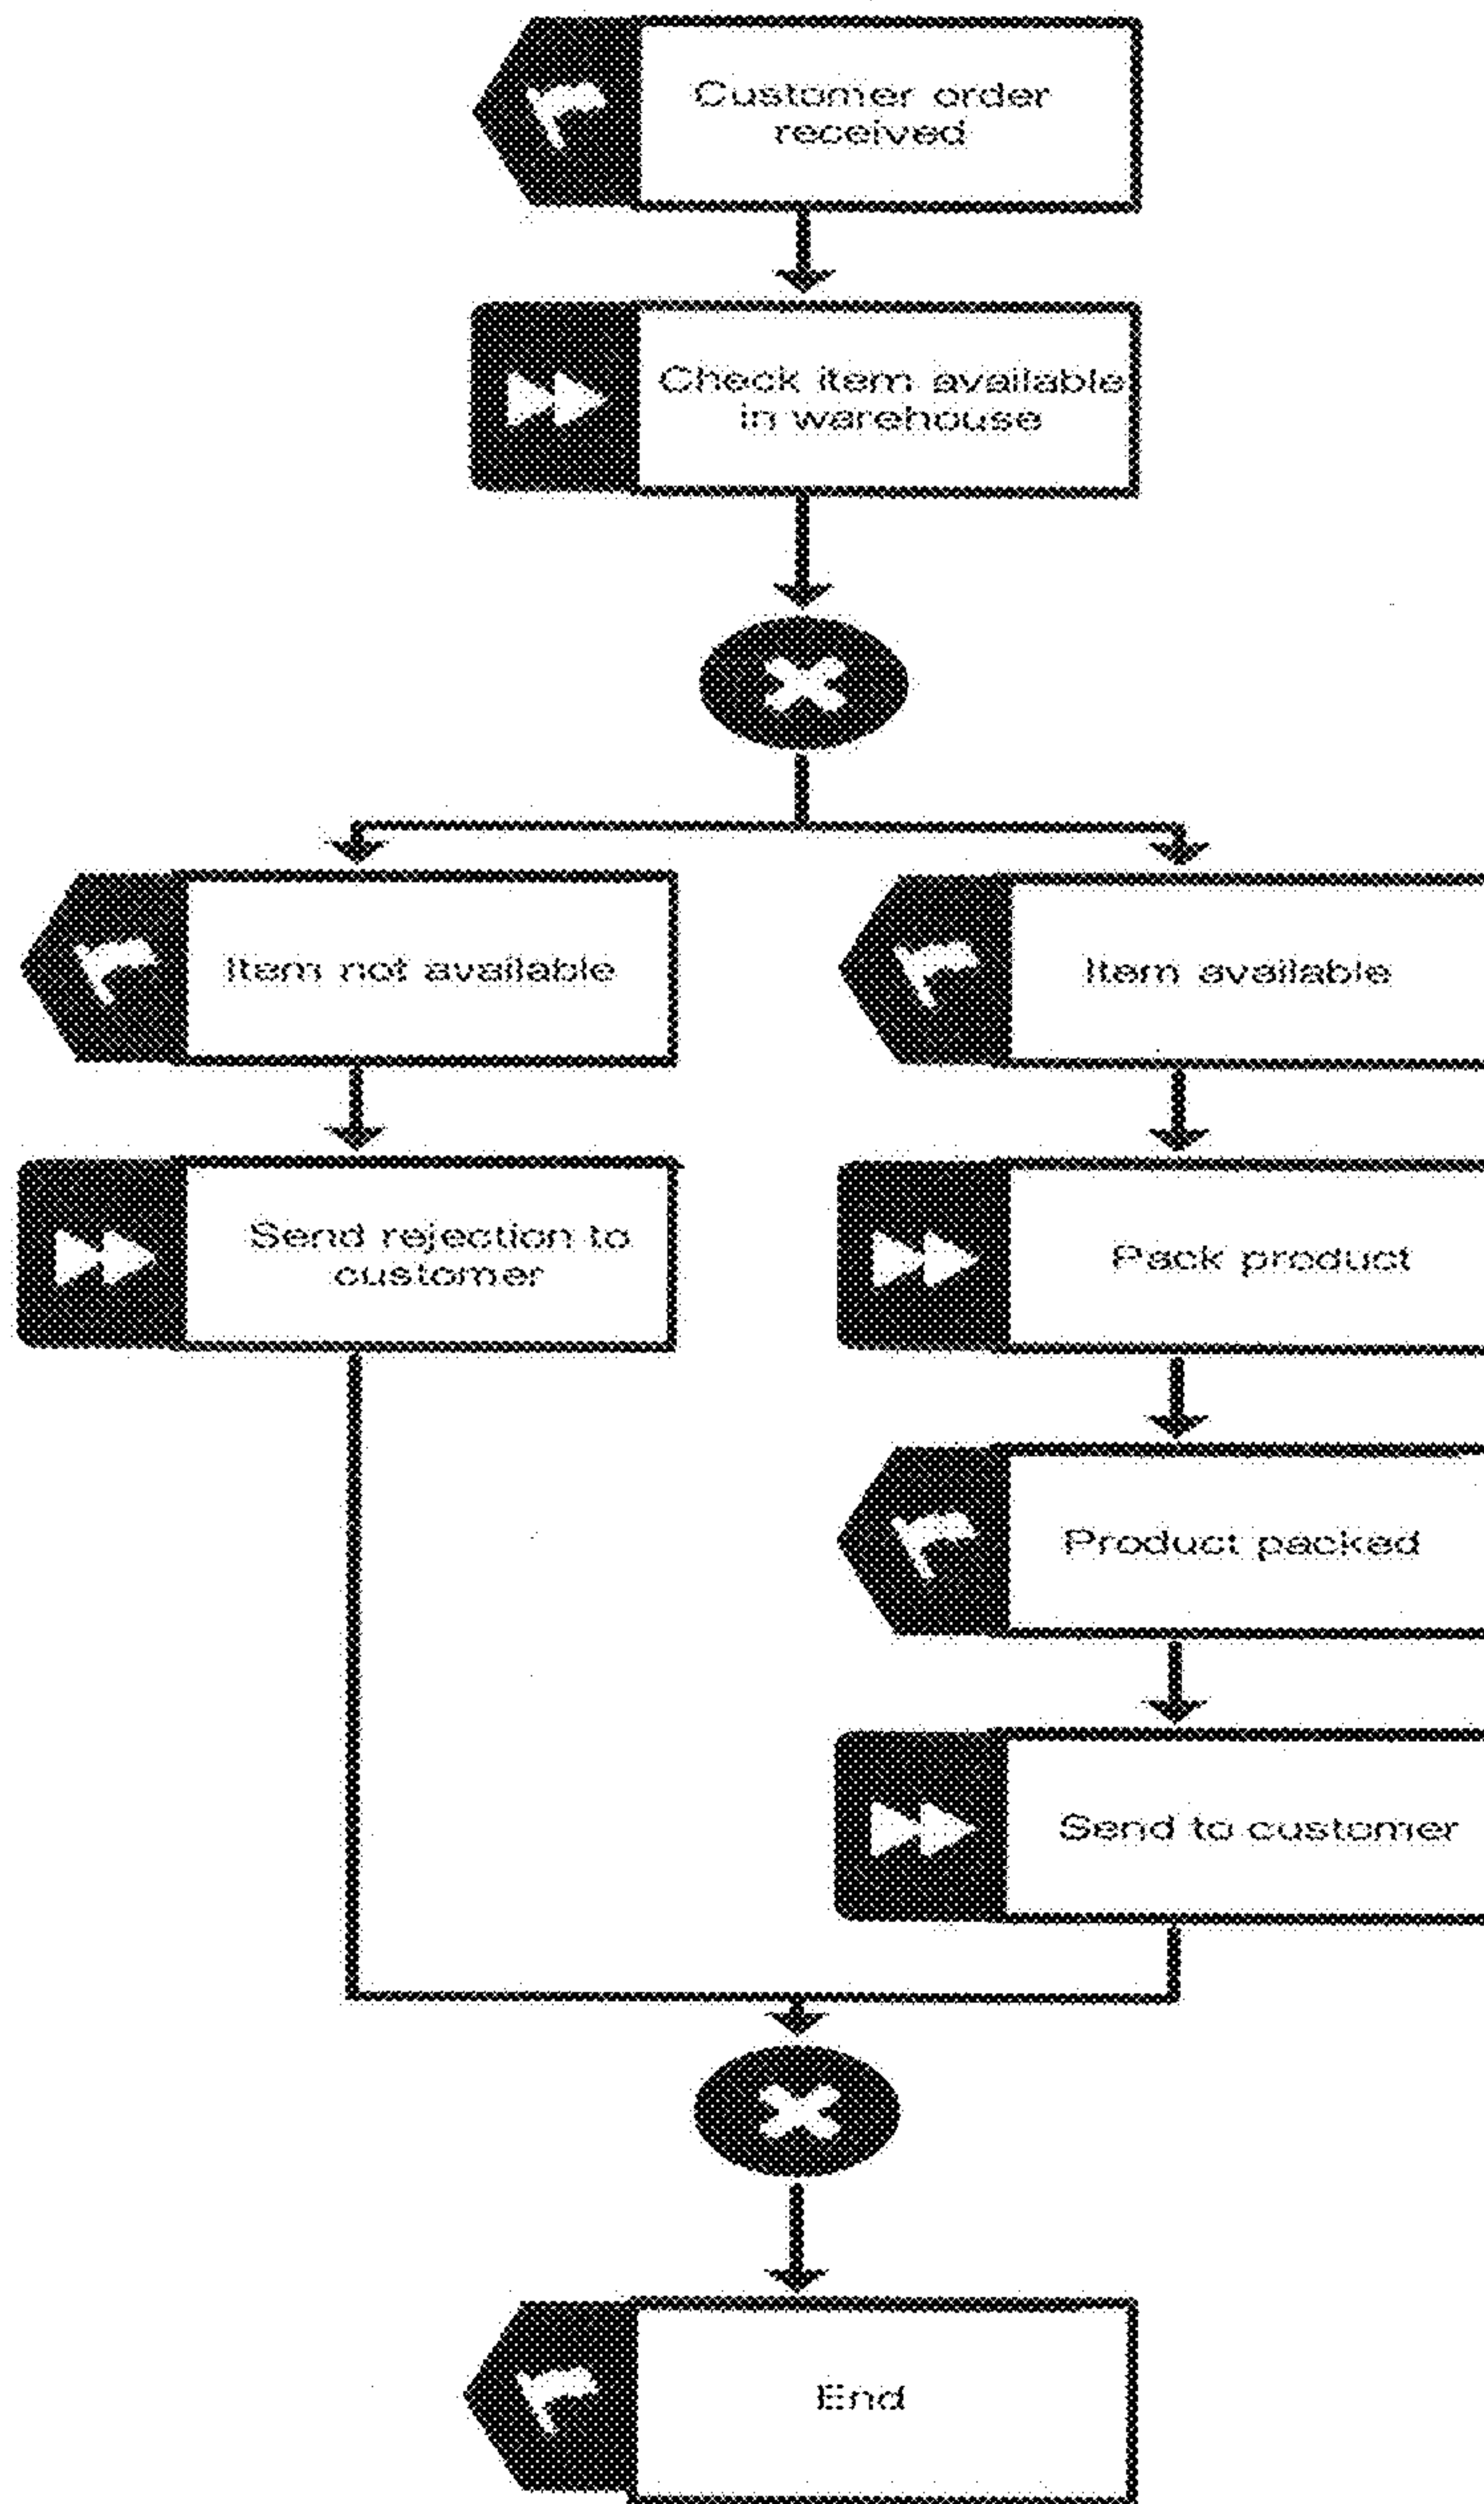 Customer order
received
Check item available
in warehouse
Item not available
Item available
Send rejection to
customer
Pack product
Product packed
Send to customer
End